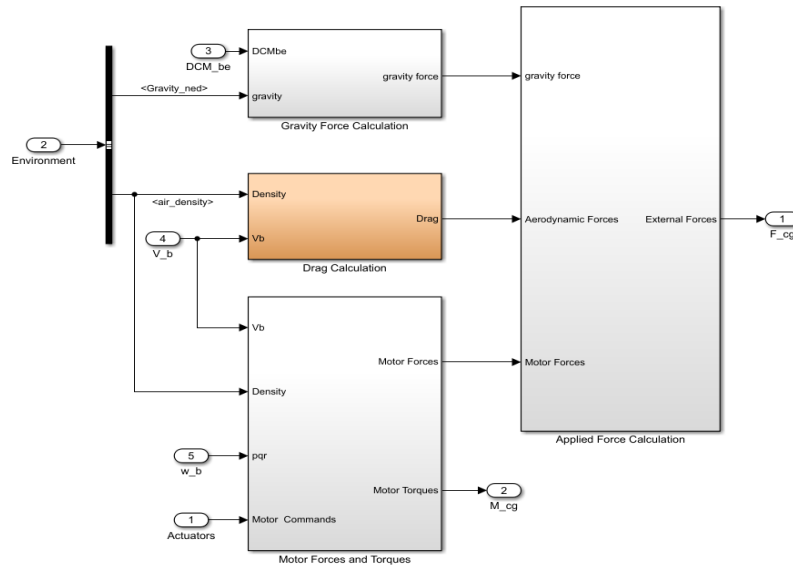 3
DCM_be
DCMbe
<Gravity_ned>
gravity
gravity force
Gravity Force Calculation
gravity force
2
Environment
<air_density>
Density
4
V_b
Vb
Drag
Drag Calculation
Aerodynamic Forces
External Forces
1
F_cg
Vb
Motor Forces
Motor Forces
Density
Applied Force Calculation
5
w_b
pqr
Motor Torques
2
M_cg
1
Actuators
Motor Commands
Motor Forces and Torques